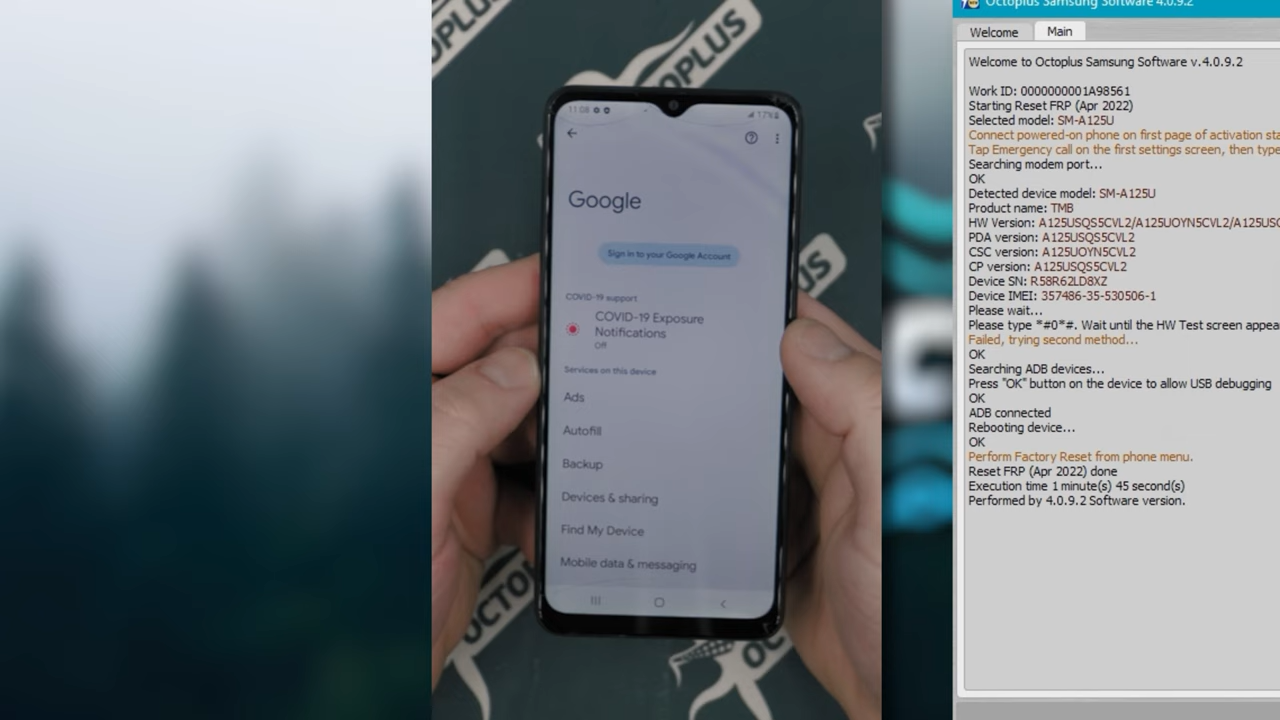 OCTOPLUS
OCTOPLUS
11:08
17%
Google
Sign in to your Google Account
COVID-19 support
COVID-19 Exposure
Notifications
Off
Services on this device
Ads
Autofill
Backup
Devices & sharing
Find My Device
Mobile data & messaging
Octoplus Samsung Software 4.0.9.2
Welcome
Main
Welcome to Octoplus Samsung Software v.4.0.9.2
Work ID: 0000000001A98561
Starting Reset FRP (Apr 2022)
Selected model: SM-A125U
Connect powered-on phone on first page of activation
Tap Emergency call on the first settings screen, then type
Searching modem port...
OK
Detected device model: SM-A125U
Product name: TMB
HW Version: A125USQS5CVL2/A125UOYN5CVL2/A125USQ
PDA version: A125USQS5CVL2
CSC version: A125UOYN5CVL2
CP version: A125USQS5CVL2
Device SN: R58R62LD8XZ
Device IMEI: 357486-35-530506-1
Please wait...
Please type *#0*#. Wait until the HW Test screen appea
Failed, trying second method...
OK
Searching ADB devices...
Press "OK" button on the device to allow USB debugging
OK
ADB connected
Rebooting device...
OK
Perform Factory Reset from phone menu.
Reset FRP (Apr 2022) done
Execution time 1 minute(s) 45 second(s)
Performed by 4.0.9.2 Software version.